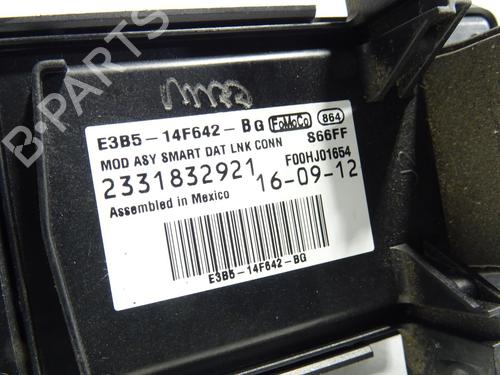 B-PARTS
E3B5-14F642-BG FoMoCo 864
MOD ASY SMART DAT LNK CONN S66FF
2331832921 F00HJ01654
Assembled in Mexico 16-09-12
E3B5-14F642-BG